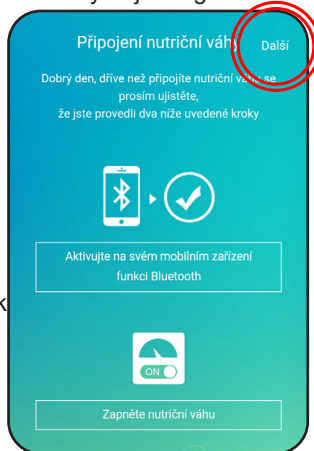 Připojení nutriční váhy Další
Dobrý den, dříve než připojíte nutriční váhu se
prosím ujistěte,
že jste provedli dva níže uvedené kroky
Aktivujte na svém mobilním zařízení
funkci Bluetooth
k
ON
Zapněte nutriční váhu